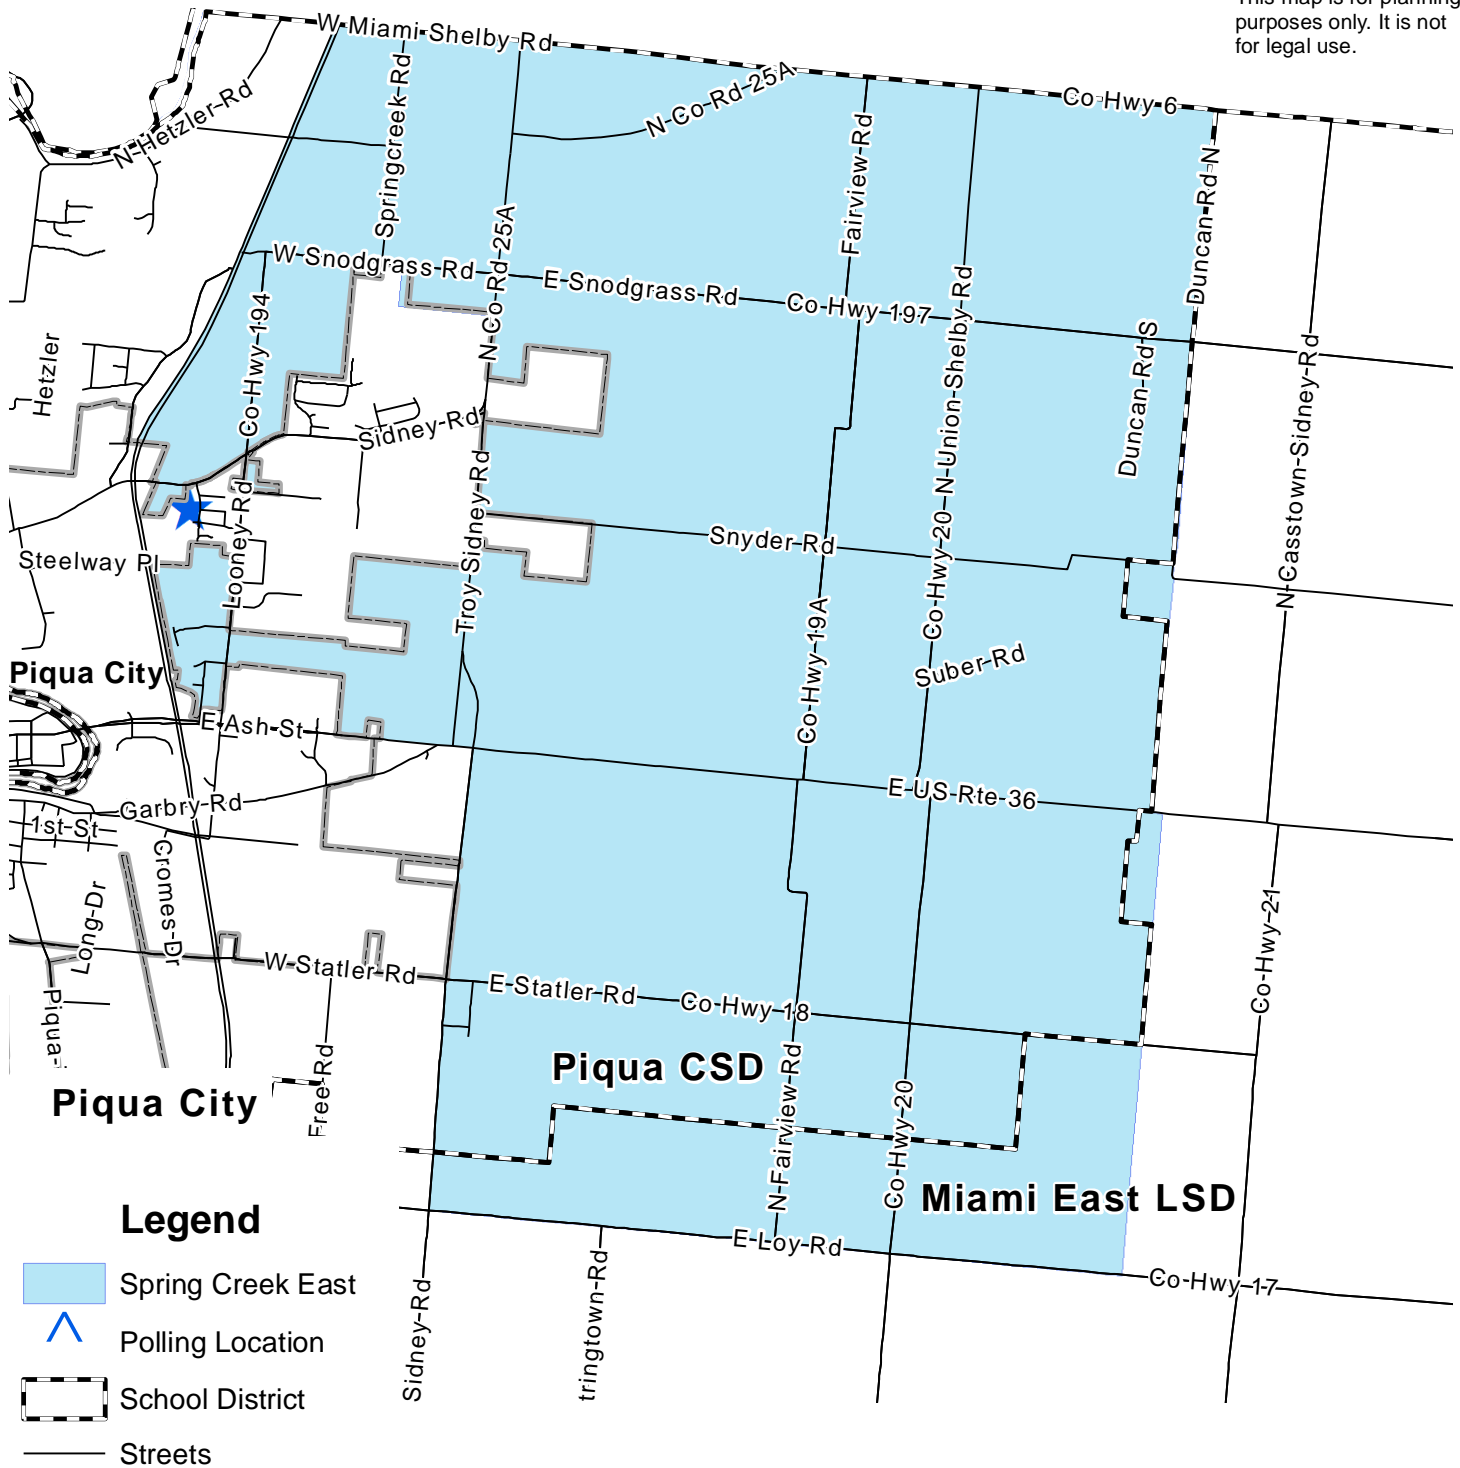 This map is for planning
purposes only. It is not
for legal use.
W Miami Shelby Rd
Co Hwy 6
N Hetzler Rd
Springcreek Rd
N Co Rd 25A
Fairview Rd
Duncan Rd N
W Snodgrass Rd
N Co Rd 25A
E Snodgrass Rd
Co Hwy 197
Co Hwy 194
N Union-Shelby Rd
Duncan Rd S
N Casstown-Sidney Rd
Hetzler
Sidney Rd
Looney Rd
Troy Sidney Rd
Snyder Rd
Co Hwy 20
Steelway Pl
Co Hwy 19A
Suber Rd
Piqua City
E Ash St
E US Rte 36
Garbry Rd
1st St
Cromes Dr
Long Dr
Piqua-
W Statler Rd
E Statler Rd
Co Hwy 18
Co Hwy 21
Free Rd
Piqua CSD
N Fairview Rd
Co Hwy 20
Piqua City
Miami East LSD
E Loy Rd
Co Hwy 17
Sidney Rd
tringtown Rd
Legend
Spring Creek East
Polling Location
School District
Streets